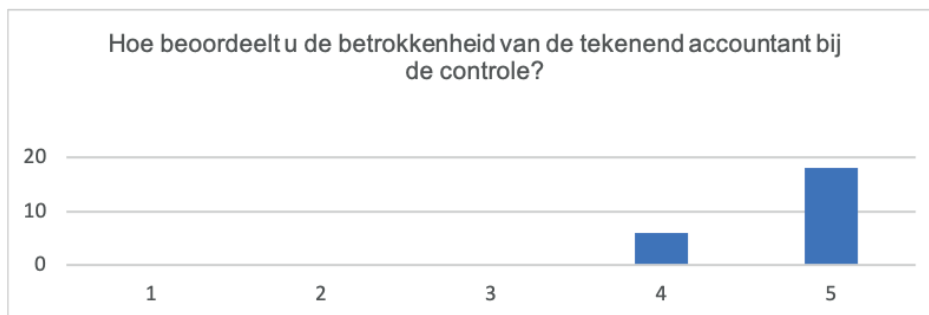 Hoe beoordeelt u de betrokkenheid van de tekenend accountant bij
de controle?
20
10
0
1 2 3 4 5